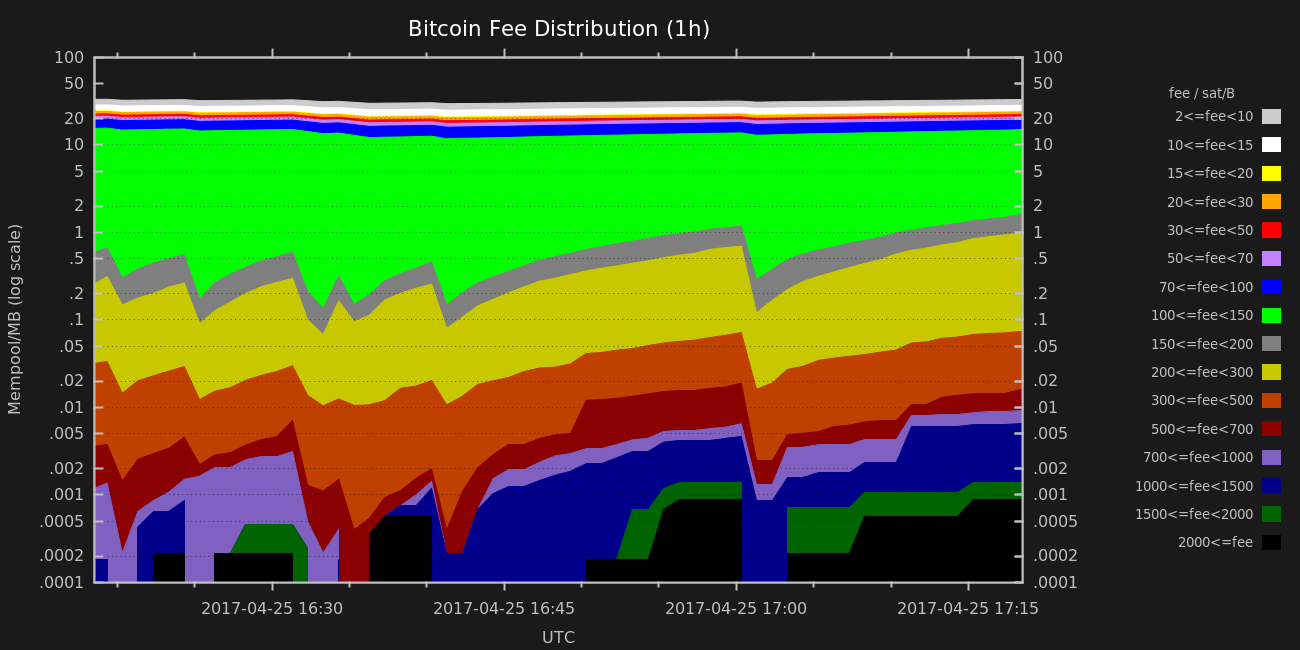 Bitcoin Fee Distribution (1h)
Mempool/MB (log scale)
100
50
20
10
5
2
1
.5
.2
.1
.05
.02
.01
.005
.002
.001
.0005
.0002
.0001
100
50
20
10
5
2
1
.5
.2
.1
.05
.02
.01
.005
.002
.001
.0005
.0002
.0001
2017-04-25 16:30
2017-04-25 16:45
2017-04-25 17:00
2017-04-25 17:15
UTC
fee / sat/B
2<=fee<10
10<=fee<15
15<=fee<20
20<=fee<30
30<=fee<50
50<=fee<70
70<=fee<100
100<=fee<150
150<=fee<200
200<=fee<300
300<=fee<500
500<=fee<700
700<=fee<1000
1000<=fee<1500
1500<=fee<2000
2000<=fee